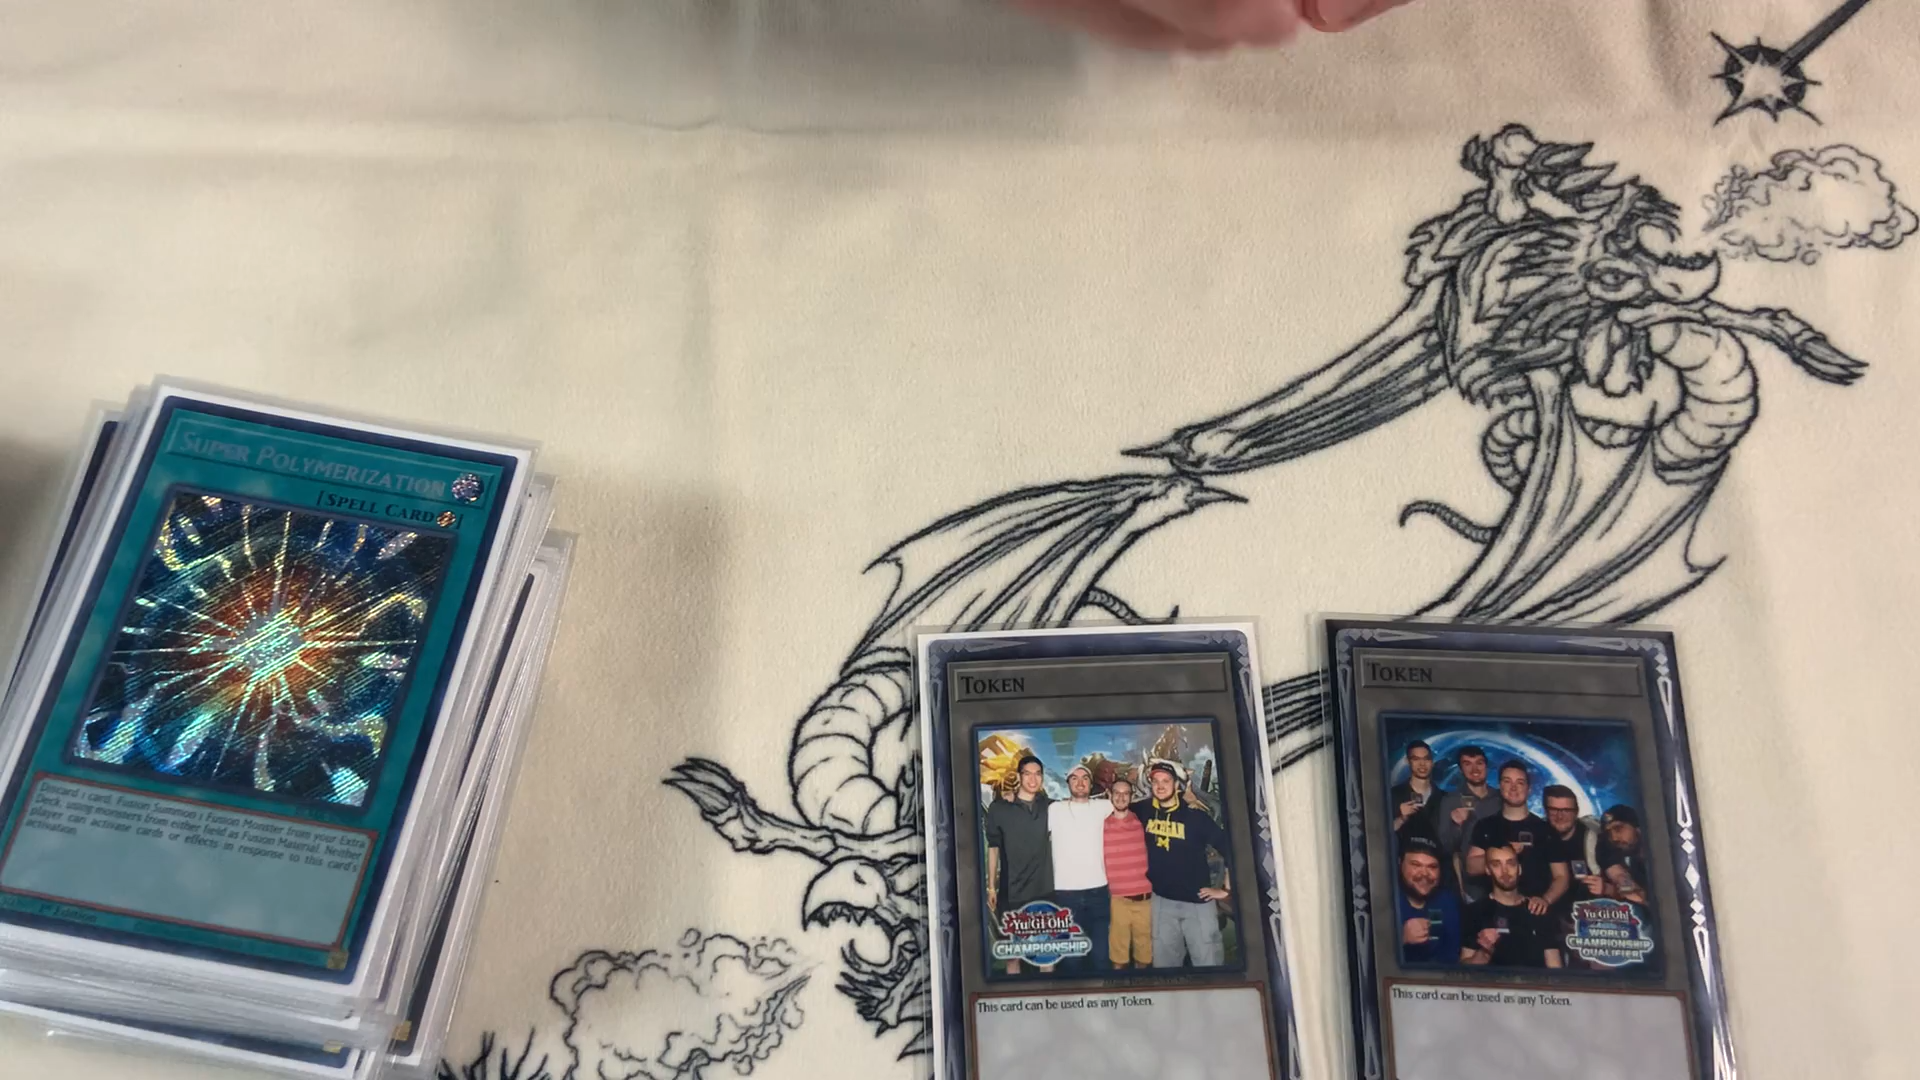 SUPER POLYMERIZATION
[SPELL CARD]
Discard 1 card. Fusion Summon 1 Fusion Monster from your Extra
Deck, using monsters from either field as Fusion Material. Neither
player can activate cards or effects in response to this card's
activation.
1st Edition
TOKEN
Yu-Gi-Oh!
TRADING CARD GAME
CHAMPIONSHIP
This card can be used as any Token.
TOKEN
Yu-Gi-Oh!
WORLD
CHAMPIONSHIP
QUALIFIER
This card can be used as any Token.